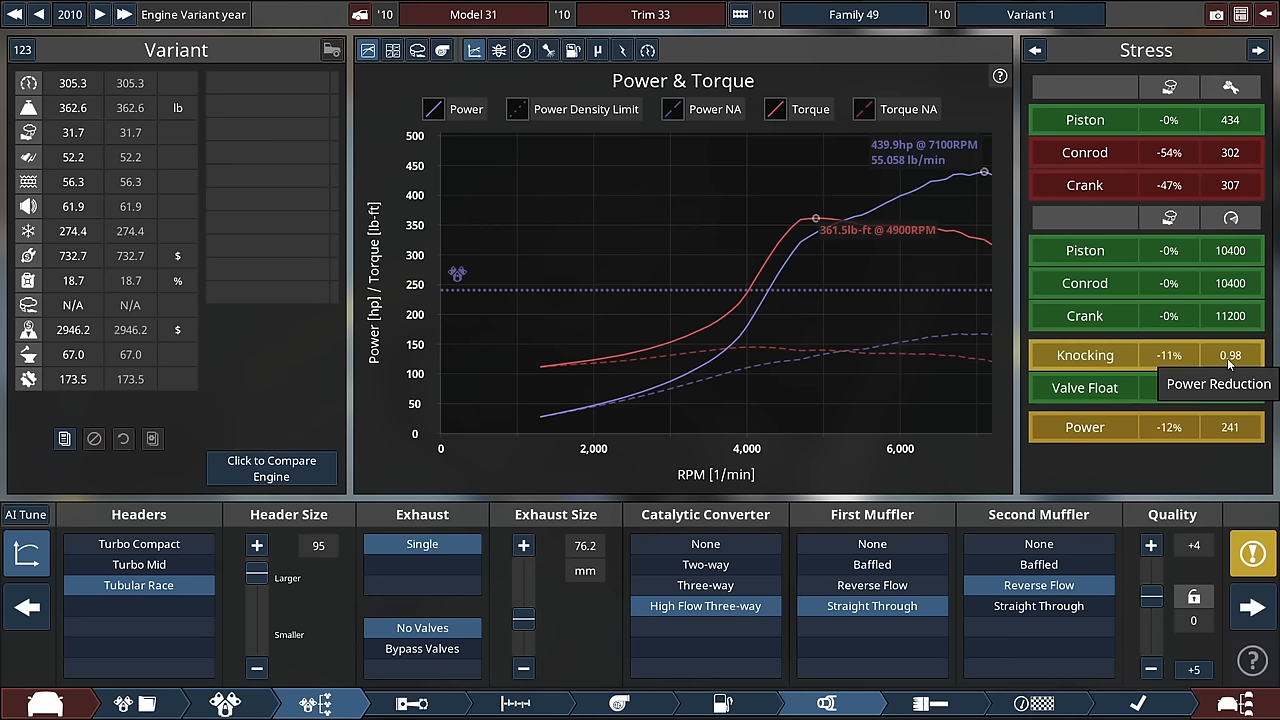 2010 Engine Variant year '10 Model 31 '10 Trim 33 '10 Family 49 '10 Variant 1
123 Variant
305.3 305.3
362.6 362.6 lb
31.7 31.7
52.2 52.2
56.3 56.3
61.9 61.9
274.4 274.4
732.7 732.7 $
18.7 18.7 %
N/A N/A
2946.2 2946.2 $
67.0 67.0
173.5 173.5
Click to Compare
Engine
Power & Torque
?
Power Power Density Limit Power NA Torque Torque NA
Power [hp] / Torque [lb-ft]
500
450
400
350
300
250
200
150
100
50
0
439.9hp @ 7100RPM
55.058 lb/min
361.5lb-ft @ 4900RPM
0 2,000 4,000 6,000
RPM [1/min]
Stress
Piston -0% 434
Conrod -54% 302
Crank -47% 307
Piston -0% 10400
Conrod -0% 10400
Crank -0% 11200
Knocking -11% 0.98
Valve Float
Power Reduction
Power -12% 241
AI Tune
Headers
Turbo Compact
Turbo Mid
Tubular Race
Header Size
+ 95
Larger
Smaller
Exhaust
Single
No Valves
Bypass Valves
Exhaust Size
+ 76.2
mm
Catalytic Converter
None
Two-way
Three-way
High Flow Three-way
First Muffler
None
Baffled
Reverse Flow
Straight Through
Second Muffler
None
Baffled
Reverse Flow
Straight Through
Quality
+ +4
0
+5
?